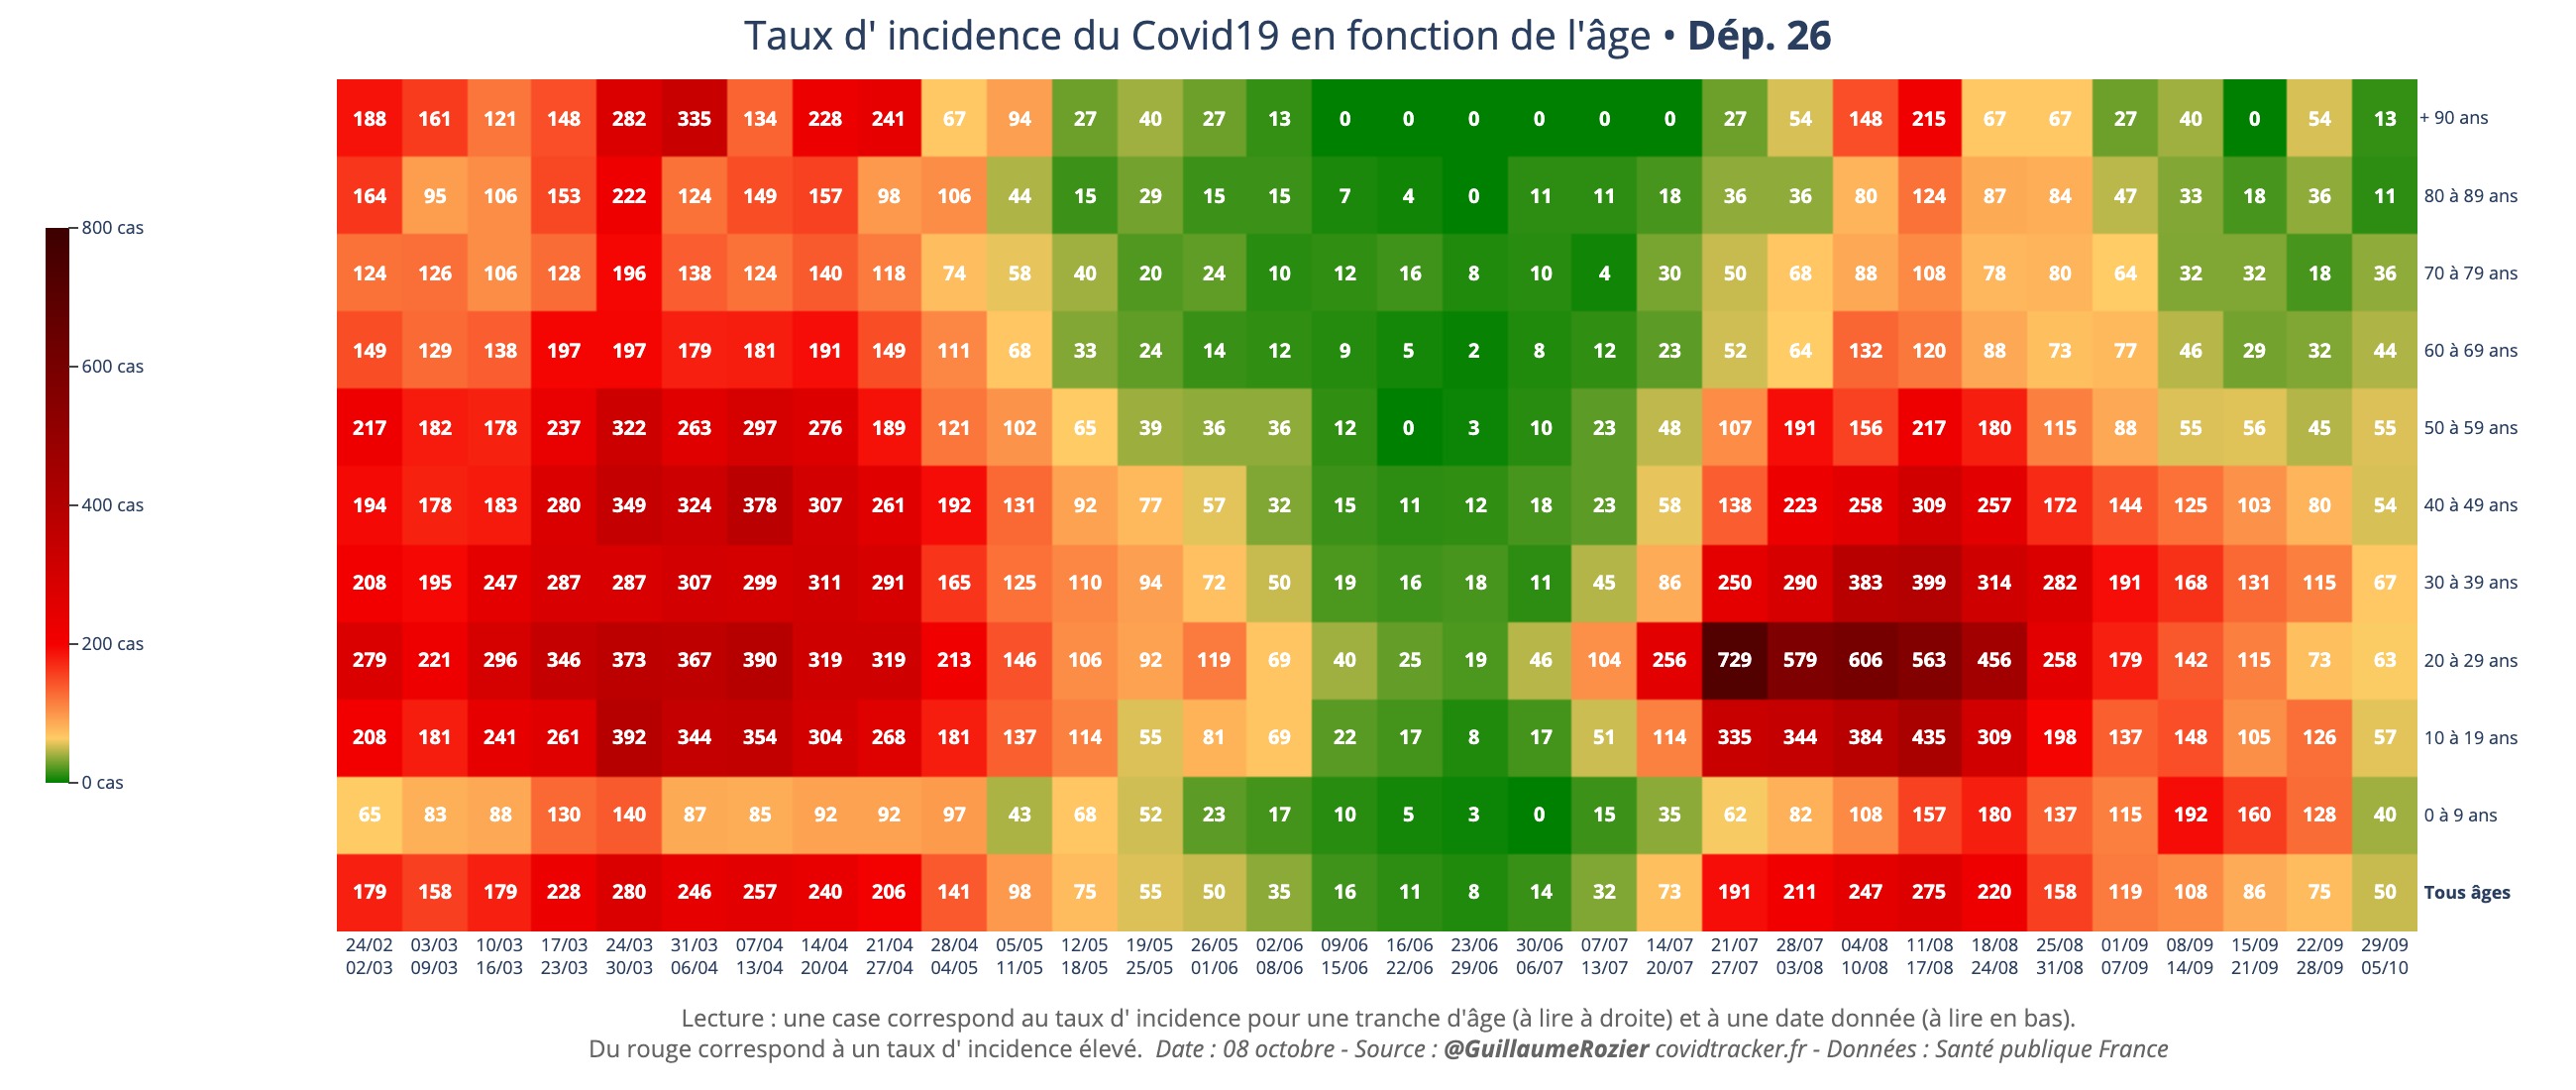 Taux d' incidence du Covid19 en fonction de l'âge • Dép. 26
188 161 121 148 282 335 134 228 241 67 94 27 40 27 13 0 0 0 0 0 0 27 54 148 215 67 67 27 40 0 54 13 + 90 ans
164 95 106 153 222 124 149 157 98 106 44 15 29 15 15 7 4 0 11 11 18 36 36 80 124 87 84 47 33 18 36 11 80 à 89 ans
800 cas
124 126 106 128 196 138 124 140 118 74 58 40 20 24 10 12 16 8 10 4 30 50 68 88 108 78 80 64 32 32 18 36 70 à 79 ans
149 129 138 197 197 179 181 191 149 111 68 33 24 14 12 9 5 2 8 12 23 52 64 132 120 88 73 77 46 29 32 44 60 à 69 ans
600 cas
217 182 178 237 322 263 297 276 189 121 102 65 39 36 36 12 0 3 10 23 48 107 191 156 217 180 115 88 55 56 45 55 50 à 59 ans
400 cas
194 178 183 280 349 324 378 307 261 192 131 92 77 57 32 15 11 12 18 23 58 138 223 258 309 257 172 144 125 103 80 54 40 à 49 ans
208 195 247 287 287 307 299 311 291 165 125 110 94 72 50 19 16 18 11 45 86 250 290 383 399 314 282 191 168 131 115 67 30 à 39 ans
200 cas
279 221 296 346 373 367 390 319 319 213 146 106 92 119 69 40 25 19 46 104 256 729 579 606 563 456 258 179 142 115 73 63 20 à 29 ans
208 181 241 261 392 344 354 304 268 181 137 114 55 81 69 22 17 8 17 51 114 335 344 384 435 309 198 137 148 105 126 57 10 à 19 ans
0 cas
65 83 88 130 140 87 85 92 92 97 43 68 52 23 17 10 5 3 0 15 35 62 82 108 157 180 137 115 192 160 128 40 0 à 9 ans
179 158 179 228 280 246 257 240 206 141 98 75 55 50 35 16 11 8 14 32 73 191 211 247 275 220 158 119 108 86 75 50 Tous âges
24/02 03/03 10/03 17/03 24/03 31/03 07/04 14/04 21/04 28/04 05/05 12/05 19/05 26/05 02/06 09/06 16/06 23/06 30/06 07/07 14/07 21/07 28/07 04/08 11/08 18/08 25/08 01/09 08/09 15/09 22/09 29/09
02/03 09/03 16/03 23/03 30/03 06/04 13/04 20/04 27/04 04/05 11/05 18/05 25/05 01/06 08/06 15/06 22/06 29/06 06/07 13/07 20/07 27/07 03/08 10/08 17/08 24/08 31/08 07/09 14/09 21/09 28/09 05/10
Lecture : une case correspond au taux d' incidence pour une tranche d'âge (à lire à droite) et à une date donnée (à lire en bas).
Du rouge correspond à un taux d' incidence élevé. Date : 08 octobre - Source : @GuillaumeRozier covidtracker.fr - Données : Santé publique France